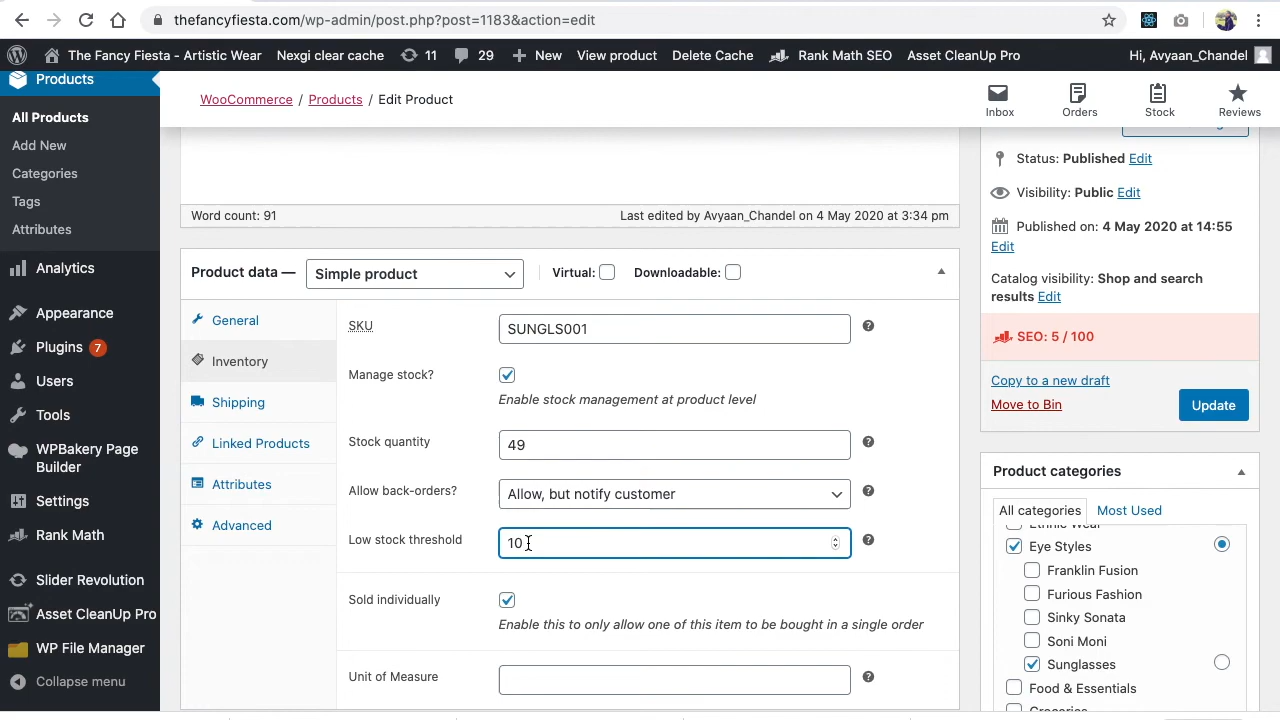 thefancyfiesta.com/wp-admin/post.php?post=1183&action=edit
The Fancy Fiesta - Artistic Wear Nexgi clear cache 11 29 New View product Delete Cache Rank Math SEO Asset CleanUp Pro Hi, Avyaan_Chandel
Products
All Products
Add New
Categories
Tags
Attributes
Analytics
Appearance
Plugins 7
Users
Tools
WPBakery Page
Builder
Settings
Rank Math
Slider Revolution
Asset CleanUp Pro
WP File Manager
Collapse menu
WooCommerce / Products / Edit Product
Inbox
Orders
Stock
Reviews
Word count: 91
Last edited by Avyaan_Chandel on 4 May 2020 at 3:34 pm
Product data — Simple product Virtual: Downloadable:
General
Inventory
Shipping
Linked Products
Attributes
Advanced
SKU SUNGLS001
Manage stock?
Enable stock management at product level
Stock quantity 49
Allow back-orders? Allow, but notify customer
Low stock threshold 10
Sold individually
Enable this to only allow one of this item to be bought in a single order
Unit of Measure
Status: Published Edit
Visibility: Public Edit
Published on: 4 May 2020 at 14:55
Edit
Catalog visibility: Shop and search
results Edit
SEO: 5 / 100
Copy to a new draft
Move to Bin
Update
Product categories
All categories Most Used
Ethnic Wear
Eye Styles
Franklin Fusion
Furious Fashion
Sinky Sonata
Soni Moni
Sunglasses
Food & Essentials
Groceries